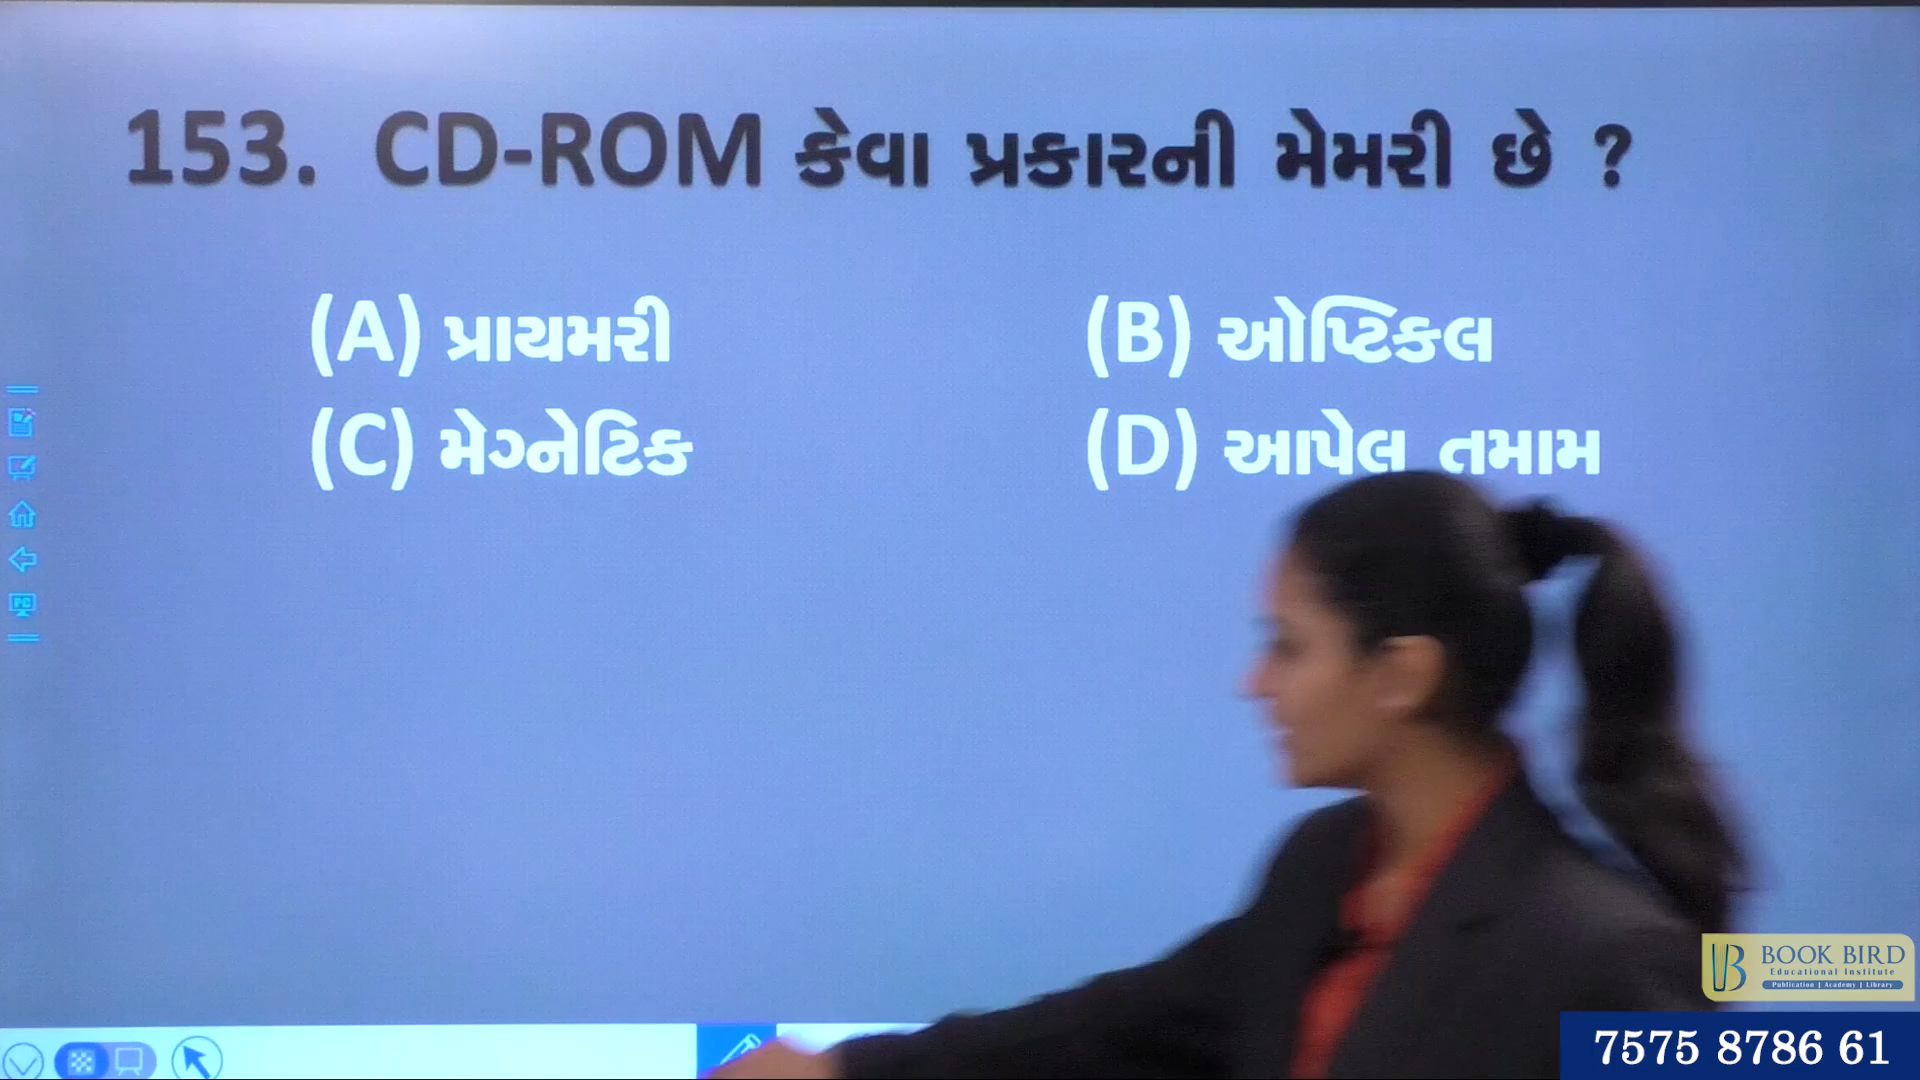 153. CD-ROM કેવા પ્રકારની મેમરી છે ?
(A) પ્રાયમરી
(B) ઓપ્ટિકલ
(C) મેગ્નેટિક
(D) આપેલ તમામ
PC
B BOOK BIRD
Educational Institute
Publication | Academy | Library
7575 8786 61